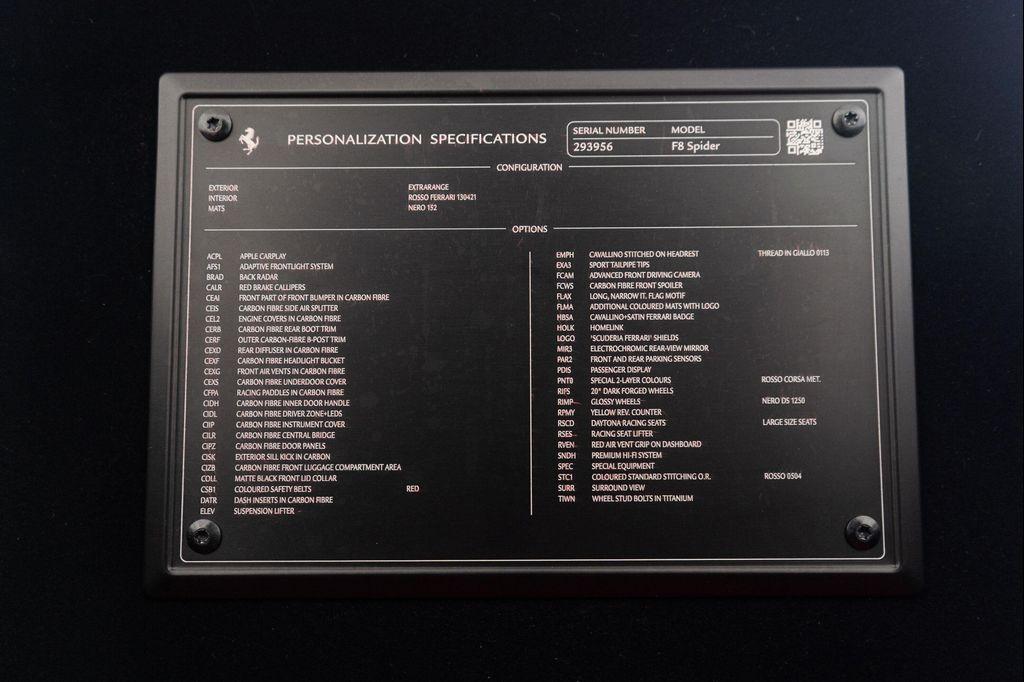 PERSONALIZATION SPECIFICATIONS
SERIAL NUMBER MODEL
293956 F8 Spider
CONFIGURATION
EXTERIOR EXTRARANGE
INTERIOR ROSSO FERRARI 130421
MATS NERO 152
OPTIONS
ACPL APPLE CARPLAY
AFS1 ADAPTIVE FRONTLIGHT SYSTEM
BRAD BACK RADAR
CALR RED BRAKE CALLIPERS
CEAI FRONT PART OF FRONT BUMPER IN CARBON FIBRE
CEIS CARBON FIBRE SIDE AIR SPLITTER
CEL2 ENGINE COVERS IN CARBON FIBRE
CERB CARBON FIBRE REAR BOOT TRIM
CERF OUTER CARBON-FIBRE B-POST TRIM
CEXD REAR DIFFUSER IN CARBON FIBRE
CEXF CARBON FIBRE HEADLIGHT BUCKET
CEXG FRONT AIR VENTS IN CARBON FIBRE
CEXS CARBON FIBRE UNDERDOOR COVER
CFPA RACING PADDLES IN CARBON FIBRE
CIDH CARBON FIBRE INNER DOOR HANDLE
CIDL CARBON FIBRE DRIVER ZONE+LEDS
CIIP CARBON FIBRE INSTRUMENT COVER
CILR CARBON FIBRE CENTRAL BRIDGE
CIPZ CARBON FIBRE DOOR PANELS
CISK EXTERIOR SILL KICK IN CARBON
CIZB CARBON FIBRE FRONT LUGGAGE COMPARTMENT AREA
COLL MATTE BLACK FRONT LID COLLAR
CSB1 COLOURED SAFETY BELTS RED
DATR DASH INSERTS IN CARBON FIBRE
ELEV SUSPENSION LIFTER
EMPH CAVALLINO STITCHED ON HEADREST THREAD IN GIALLO 0113
EXA3 SPORT TAILPIPE TIPS
FCAM ADVANCED FRONT DRIVING CAMERA
FCWS CARBON FIBRE FRONT SPOILER
FLAX LONG, NARROW IT. FLAG MOTIF
FLMA ADDITIONAL COLOURED MATS WITH LOGO
HBSA CAVALLINO+SATIN FERRARI BADGE
HOLK HOMELINK
LOGO 'SCUDERIA FERRARI' SHIELDS
MIR3 ELECTROCHROMIC REAR-VIEW MIRROR
PAR2 FRONT AND REAR PARKING SENSORS
PDIS PASSENGER DISPLAY
PNT0 SPECIAL 2-LAYER COLOURS ROSSO CORSA MET.
RIFS 20" DARK FORGED WHEELS
RIMP GLOSSY WHEELS NERO DS 1250
RPMY YELLOW REV. COUNTER
RSCD DAYTONA RACING SEATS LARGE SIZE SEATS
RSES RACING SEAT LIFTER
RVEN RED AIR VENT GRIP ON DASHBOARD
SNDH PREMIUM HI-FI SYSTEM
SPEC SPECIAL EQUIPMENT
STC1 COLOURED STANDARD STITCHING O.R. ROSSO 0504
SURR SURROUND VIEW
TIWN WHEEL STUD BOLTS IN TITANIUM